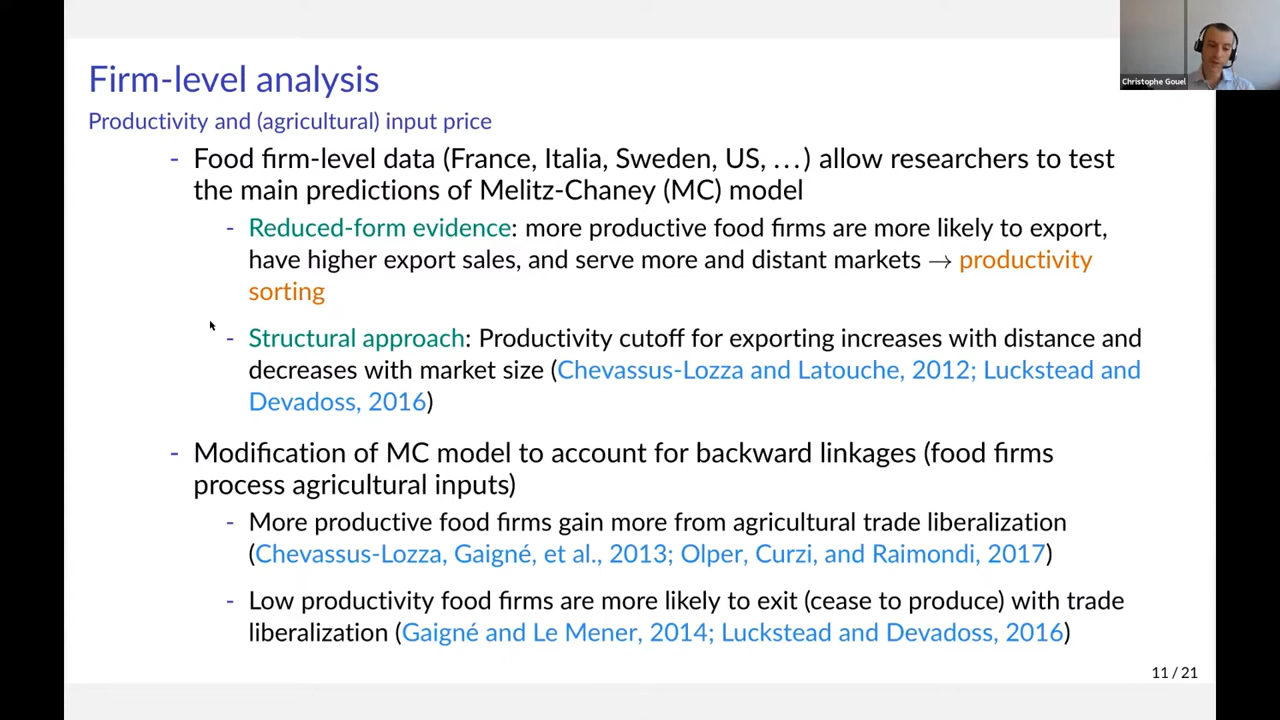 Firm-level analysis
Productivity and (agricultural) input price
- Food firm-level data (France, Italia, Sweden, US, …) allow researchers to test
the main predictions of Melitz-Chaney (MC) model
- Reduced-form evidence: more productive food firms are more likely to export,
have higher export sales, and serve more and distant markets → productivity
sorting
- Structural approach: Productivity cutoff for exporting increases with distance and
decreases with market size (Chevassus-Lozza and Latouche, 2012; Luckstead and
Devadoss, 2016)
- Modification of MC model to account for backward linkages (food firms
process agricultural inputs)
- More productive food firms gain more from agricultural trade liberalization
(Chevassus-Lozza, Gaigné, et al., 2013; Olper, Curzi, and Raimondi, 2017)
- Low productivity food firms are more likely to exit (cease to produce) with trade
liberalization (Gaigné and Le Mener, 2014; Luckstead and Devadoss, 2016)
11 / 21
Christophe Gouel